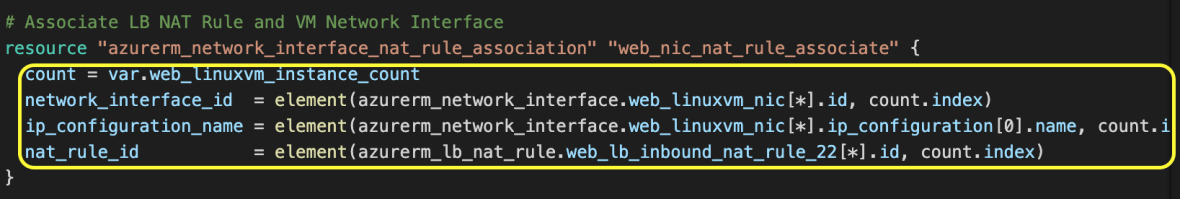 # Associate LB NAT Rule and VM Network Interface
resource "azurerm_network_interface_nat_rule_association" "web_nic_nat_rule_associate" {
count = var.web_linuxvm_instance_count
network_interface_id = element(azurerm_network_interface.web_linuxvm_nic[*].id, count.index)
ip_configuration_name = element(azurerm_network_interface.web_linuxvm_nic[*].ip_configuration[0].name, count.i
nat_rule_id = element(azurerm_lb_nat_rule.web_lb_inbound_nat_rule_22[*].id, count.index)
}